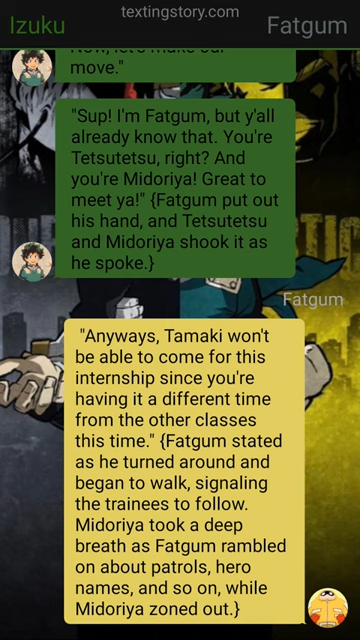 textingstory.com
Izuku
Fatgum
Now, let's make our
move."
"Sup! I'm Fatgum, but y'all
already know that. You're
Tetsutetsu, right? And
you're Midoriya! Great to
meet ya!" {Fatgum put out
his hand, and Tetsutetsu
and Midoriya shook it as
he spoke.}
Fatgum
"Anyways, Tamaki won't
be able to come for this
internship since you're
having it a different time
from the other classes
this time." {Fatgum stated
as he turned around and
began to walk, signaling
the trainees to follow.
Midoriya took a deep
breath as Fatgum rambled
on about patrols, hero
names, and so on, while
Midoriya zoned out.}